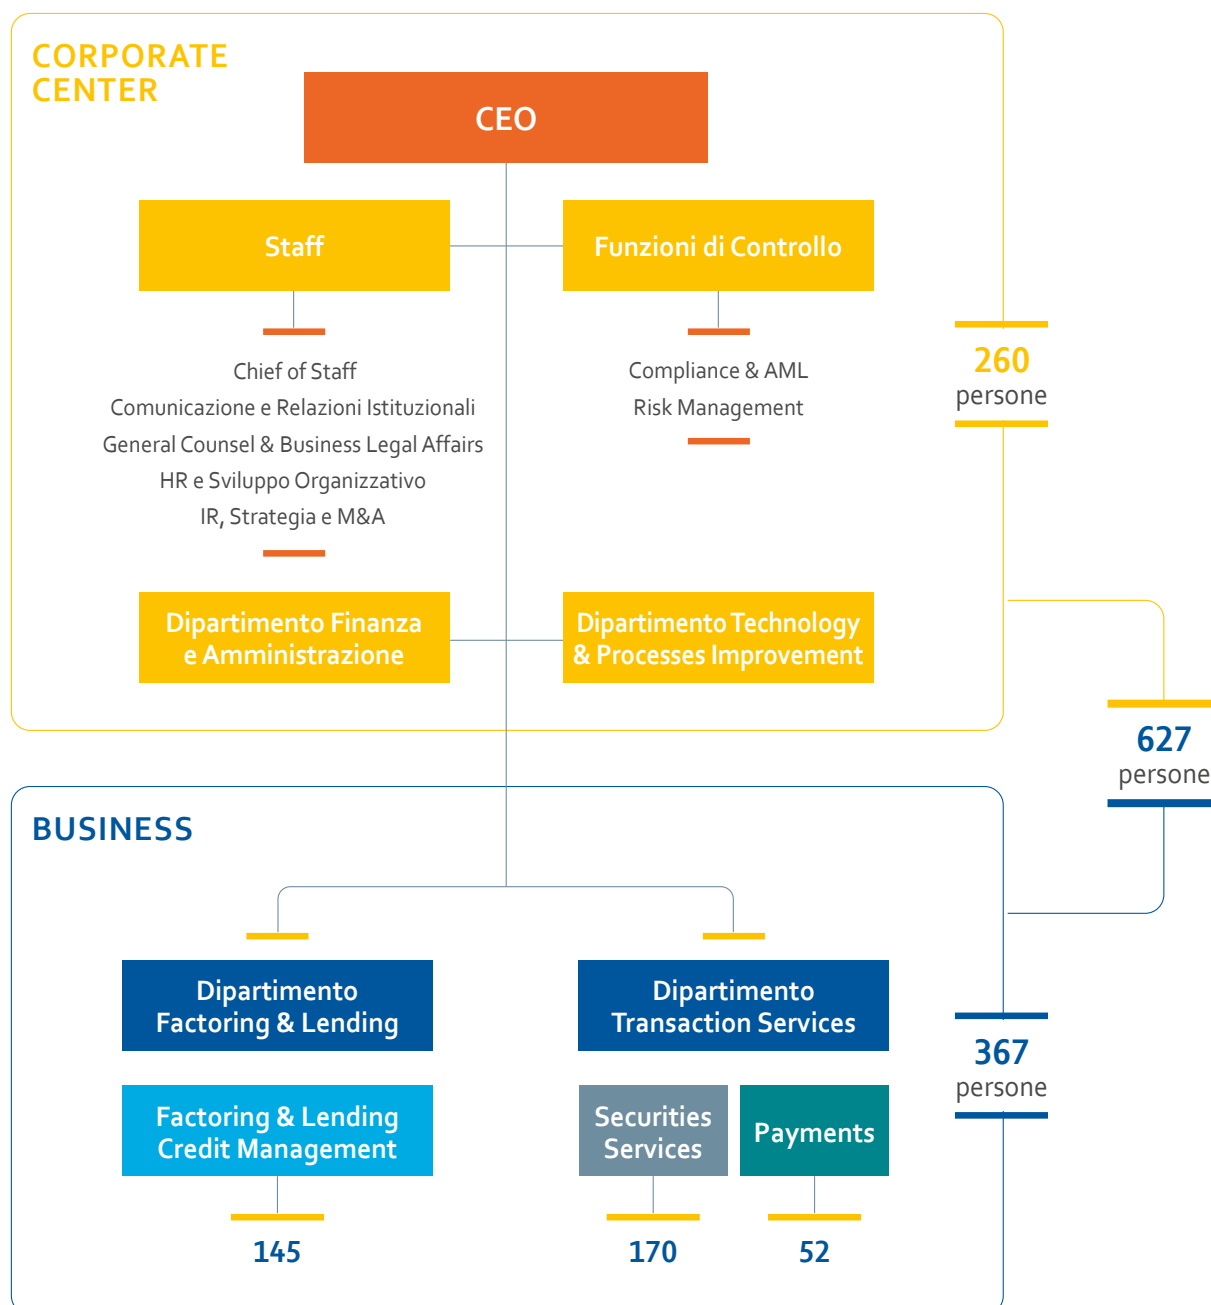 CORPORATE
CENTER
CEO
Staff
Funzioni di Controllo
Chief of Staff
Comunicazione e Relazioni Istituzionali
General Counsel & Business Legal Affairs
HR e Sviluppo Organizzativo
IR, Strategia e M&A
Compliance & AML
Risk Management
260
persone
Dipartimento Finanza
e Amministrazione
Dipartimento Technology
& Processes Improvement
627
persone
BUSINESS
Dipartimento
Factoring & Lending
Dipartimento
Transaction Services
367
persone
Factoring & Lending
Credit Management
Securities
Services
Payments
145
170
52